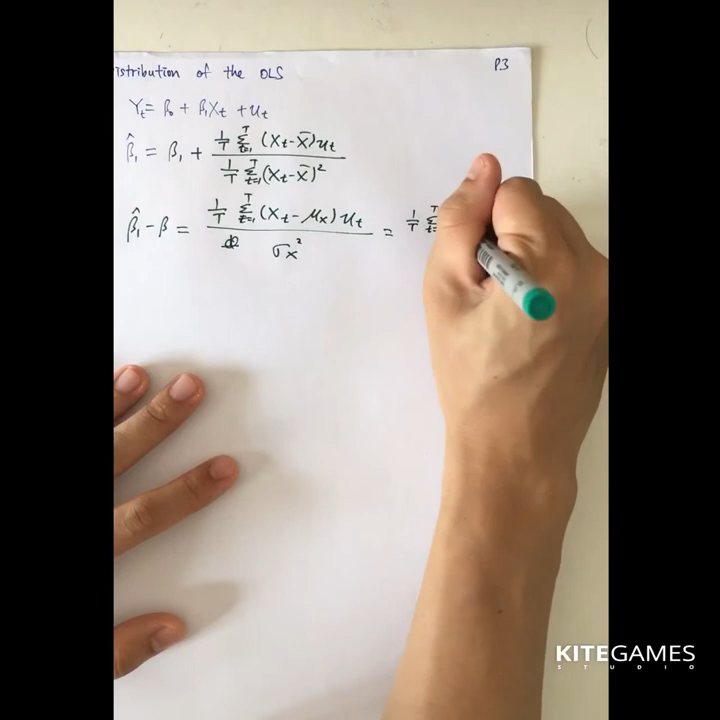 istribution of the OLS P.3
Yt = β0 + β1Xt + ut
β̂1 = β1 + (1/T Σ_{t=1}^{T} (Xt - X̄)ut) / (1/T Σ_{t=1}^{T} (Xt - X̄)²)
β̂1 - β = (1/T Σ_{t=1}^{T} (Xt - μx)ut) / (σx²) = 1/T Σ
KITEGAMES
STUDIO